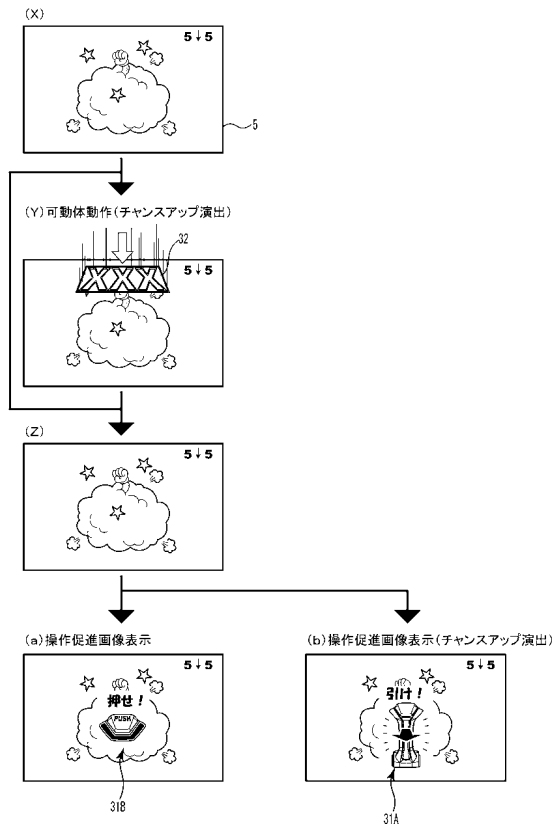 (X)
5↓5
5
(Y)可動体動作(チャンスアップ演出)
32
XXX
5↓5
(Z)
5↓5
(a)操作促進画像表示
(b)操作促進画像表示(チャンスアップ演出)
5↓5
押せ!
PUSH
31B
5↓5
引け!
31A